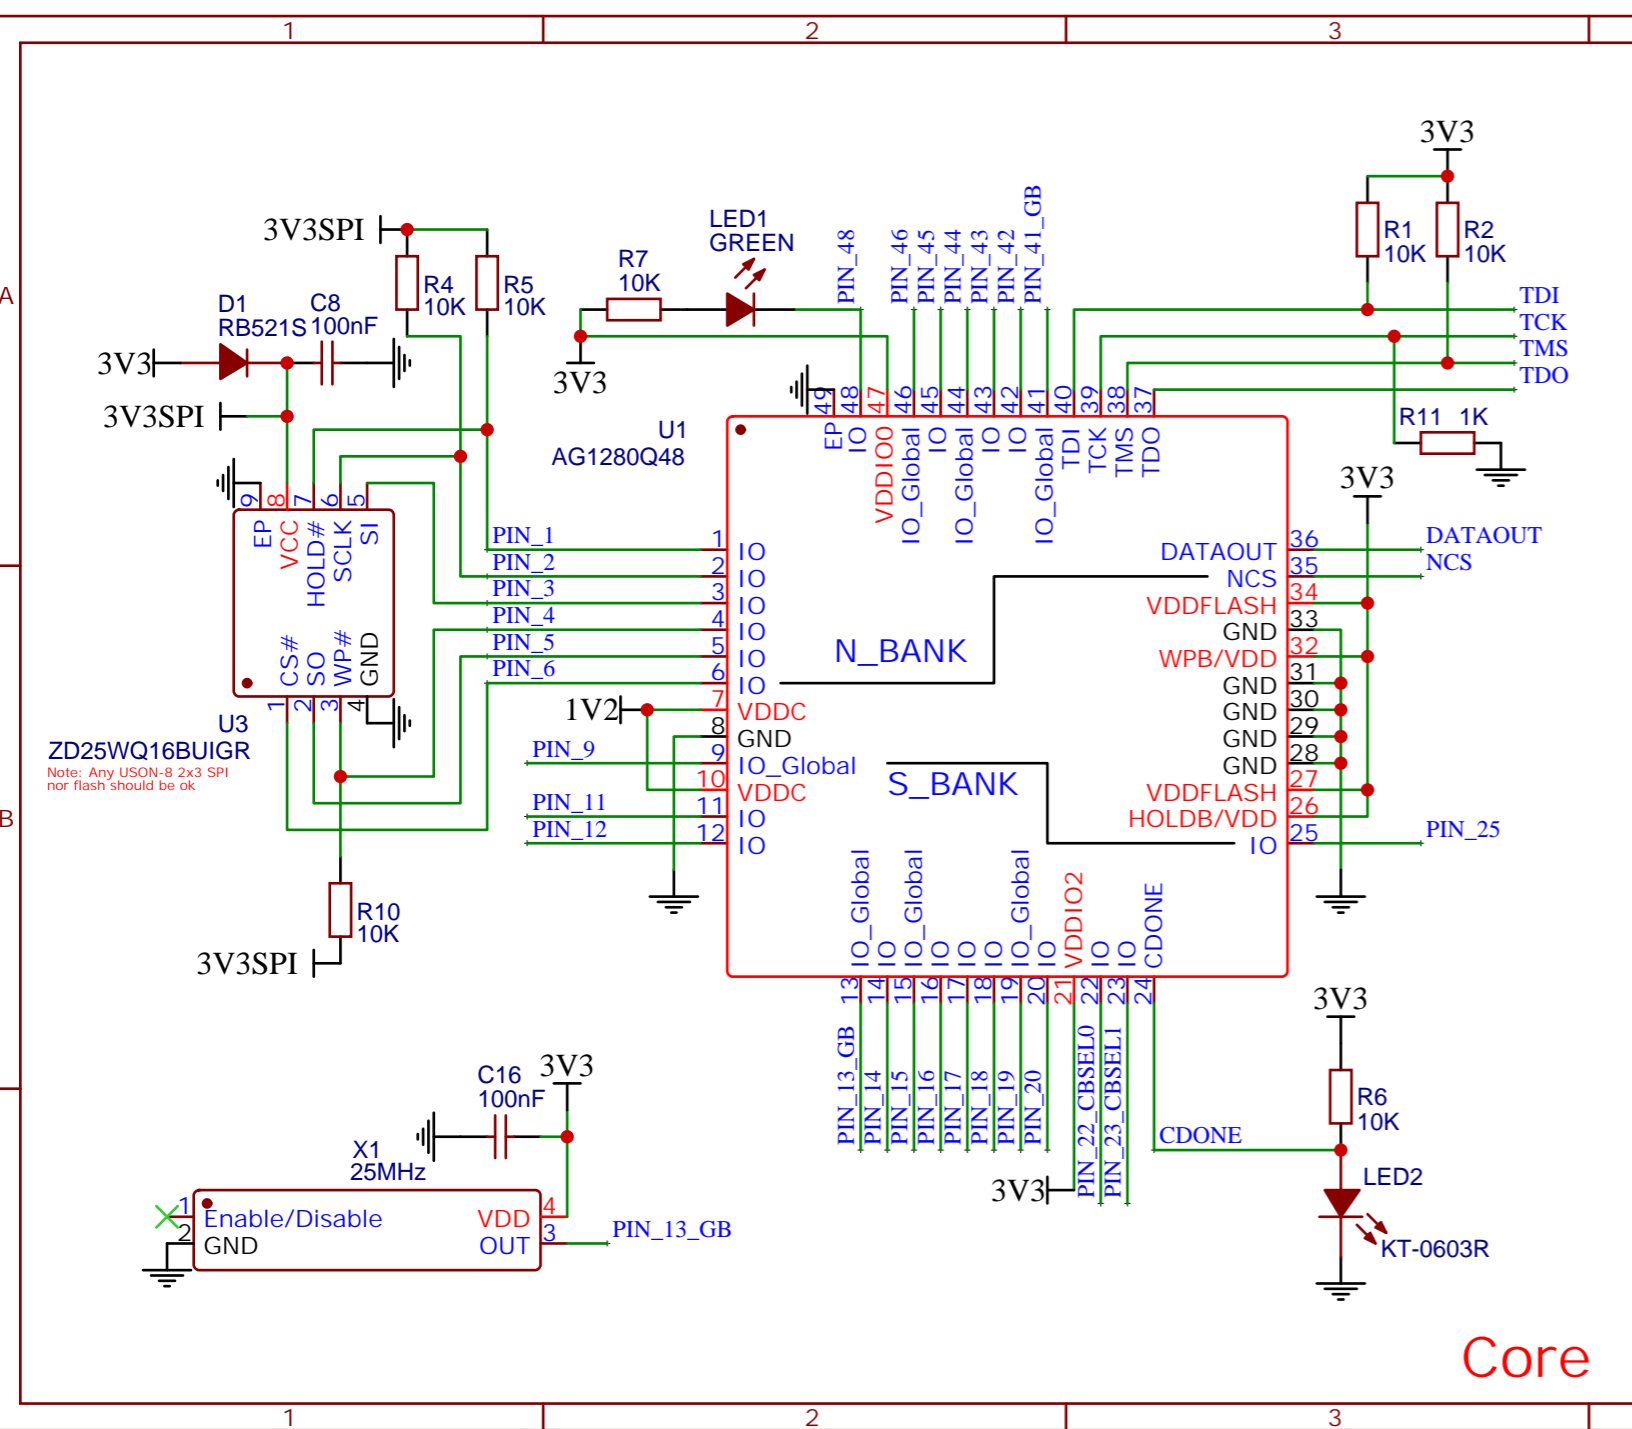 1
2
3
A
B
3V3SPI
R4
10K
R5
10K
D1
RB521S
C8
100nF
3V3
3V3SPI
R7
10K
LED1
GREEN
3V3
PIN_48
PIN_46
PIN_45
PIN_44
PIN_43
PIN_42
PIN_41_GB
3V3
R1
10K
R2
10K
TDI
TCK
TMS
TDO
R11 1K
3V3
U1
AG1280Q48
49 EP
48 IO
47 VDDIO0
46 IO_Global
45 IO
44 IO_Global
43 IO
42 IO
41 IO_Global
40 TDI
39 TCK
38 TMS
37 TDO
9 EP
8 VCC
7 HOLD#
6 SCLK
5 SI
1 CS#
2 SO
3 WP#
4 GND
U3
ZD25WQ16BUIGR
Note: Any USON-8 2x3 SPI
nor flash should be ok
R10
10K
3V3SPI
PIN_1 1 IO
PIN_2 2 IO
PIN_3 3 IO
PIN_4 4 IO
PIN_5 5 IO
PIN_6 6 IO
1V2 7 VDDC
8 GND
PIN_9 9 IO_Global
10 VDDC
PIN_11 11 IO
PIN_12 12 IO
N_BANK
S_BANK
DATAOUT 36 DATAOUT
NCS 35 NCS
VDDFLASH 34
GND 33
WPB/VDD 32
GND 31
GND 30
GND 29
GND 28
VDDFLASH 27
HOLDB/VDD 26
IO 25 PIN_25
IO_Global 13 PIN_13_GB
IO 14 PIN_14
IO_Global 15 PIN_15
IO 16 PIN_16
IO 17 PIN_17
IO 18 PIN_18
IO_Global 19 PIN_19
IO 20 PIN_20
VDDIO2 21
IO 22 PIN_22_CBSEL0
IO 23 PIN_23_CBSEL1
CDONE 24
3V3
CDONE
3V3
R6
10K
LED2
KT-0603R
C16
100nF
3V3
X1
25MHz
1 Enable/Disable
2 GND
VDD 4
OUT 3
PIN_13_GB
Core
1
2
3